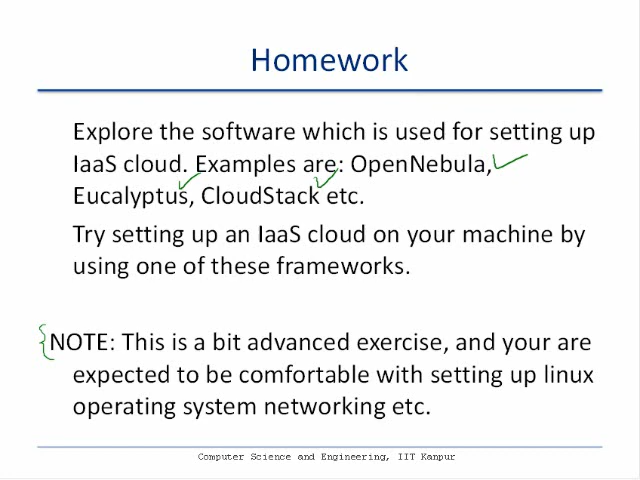 Homework
Explore the software which is used for setting up
IaaS cloud. Examples are: OpenNebula,
Eucalyptus, CloudStack etc.
Try setting up an IaaS cloud on your machine by
using one of these frameworks.
NOTE: This is a bit advanced exercise, and your are
expected to be comfortable with setting up linux
operating system networking etc.
Computer Science and Engineering, IIT Kanpur